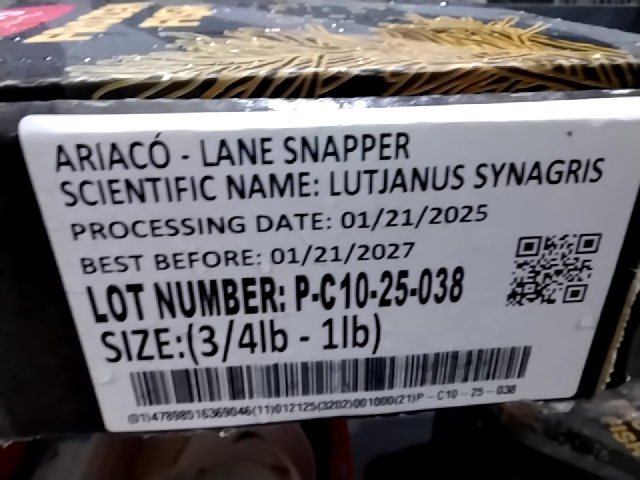 ARIACÓ - LANE SNAPPER
SCIENTIFIC NAME: LUTJANUS SYNAGRIS
PROCESSING DATE: 01/21/2025
BEST BEFORE: 01/21/2027
LOT NUMBER: P-C10-25-038
SIZE:(3/4lb - 1lb)
(01)47898516369046(11)012125(3202)001000(21)P-C10-25-038